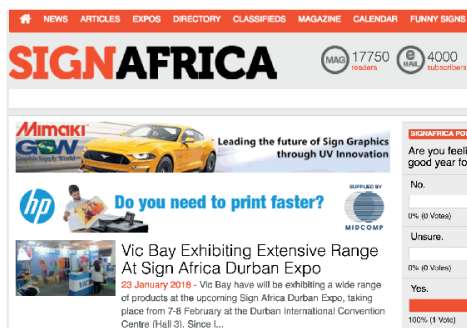 NEWS ARTICLES EXPOS DIRECTORY CLASSIFIEDS MAGAZINE CALENDAR FUNNY SIGNS
SIGNAFRICA
MAG 17750 readers
e MAIL 4000 subscribers
Mimaki
GSW
Graphic Supply World
Leading the future of Sign Graphics
through UV Innovation
hp Do you need to print faster?
SUPPLIED BY
MIDCOMP
Vic Bay Exhibiting Extensive Range
At Sign Africa Durban Expo
23 January 2018 - Vic Bay have will be exhibiting a wide range
of products at the upcoming Sign Africa Durban Expo, taking
place from 7-8 February at the Durban International Convention
Centre (Hall 3). Since I...
SIGNAFRICA PO
Are you feeli
good year fo
No.
0% (0 Votes)
Unsure.
0% (0 Votes)
Yes.
100% (1 Vote)